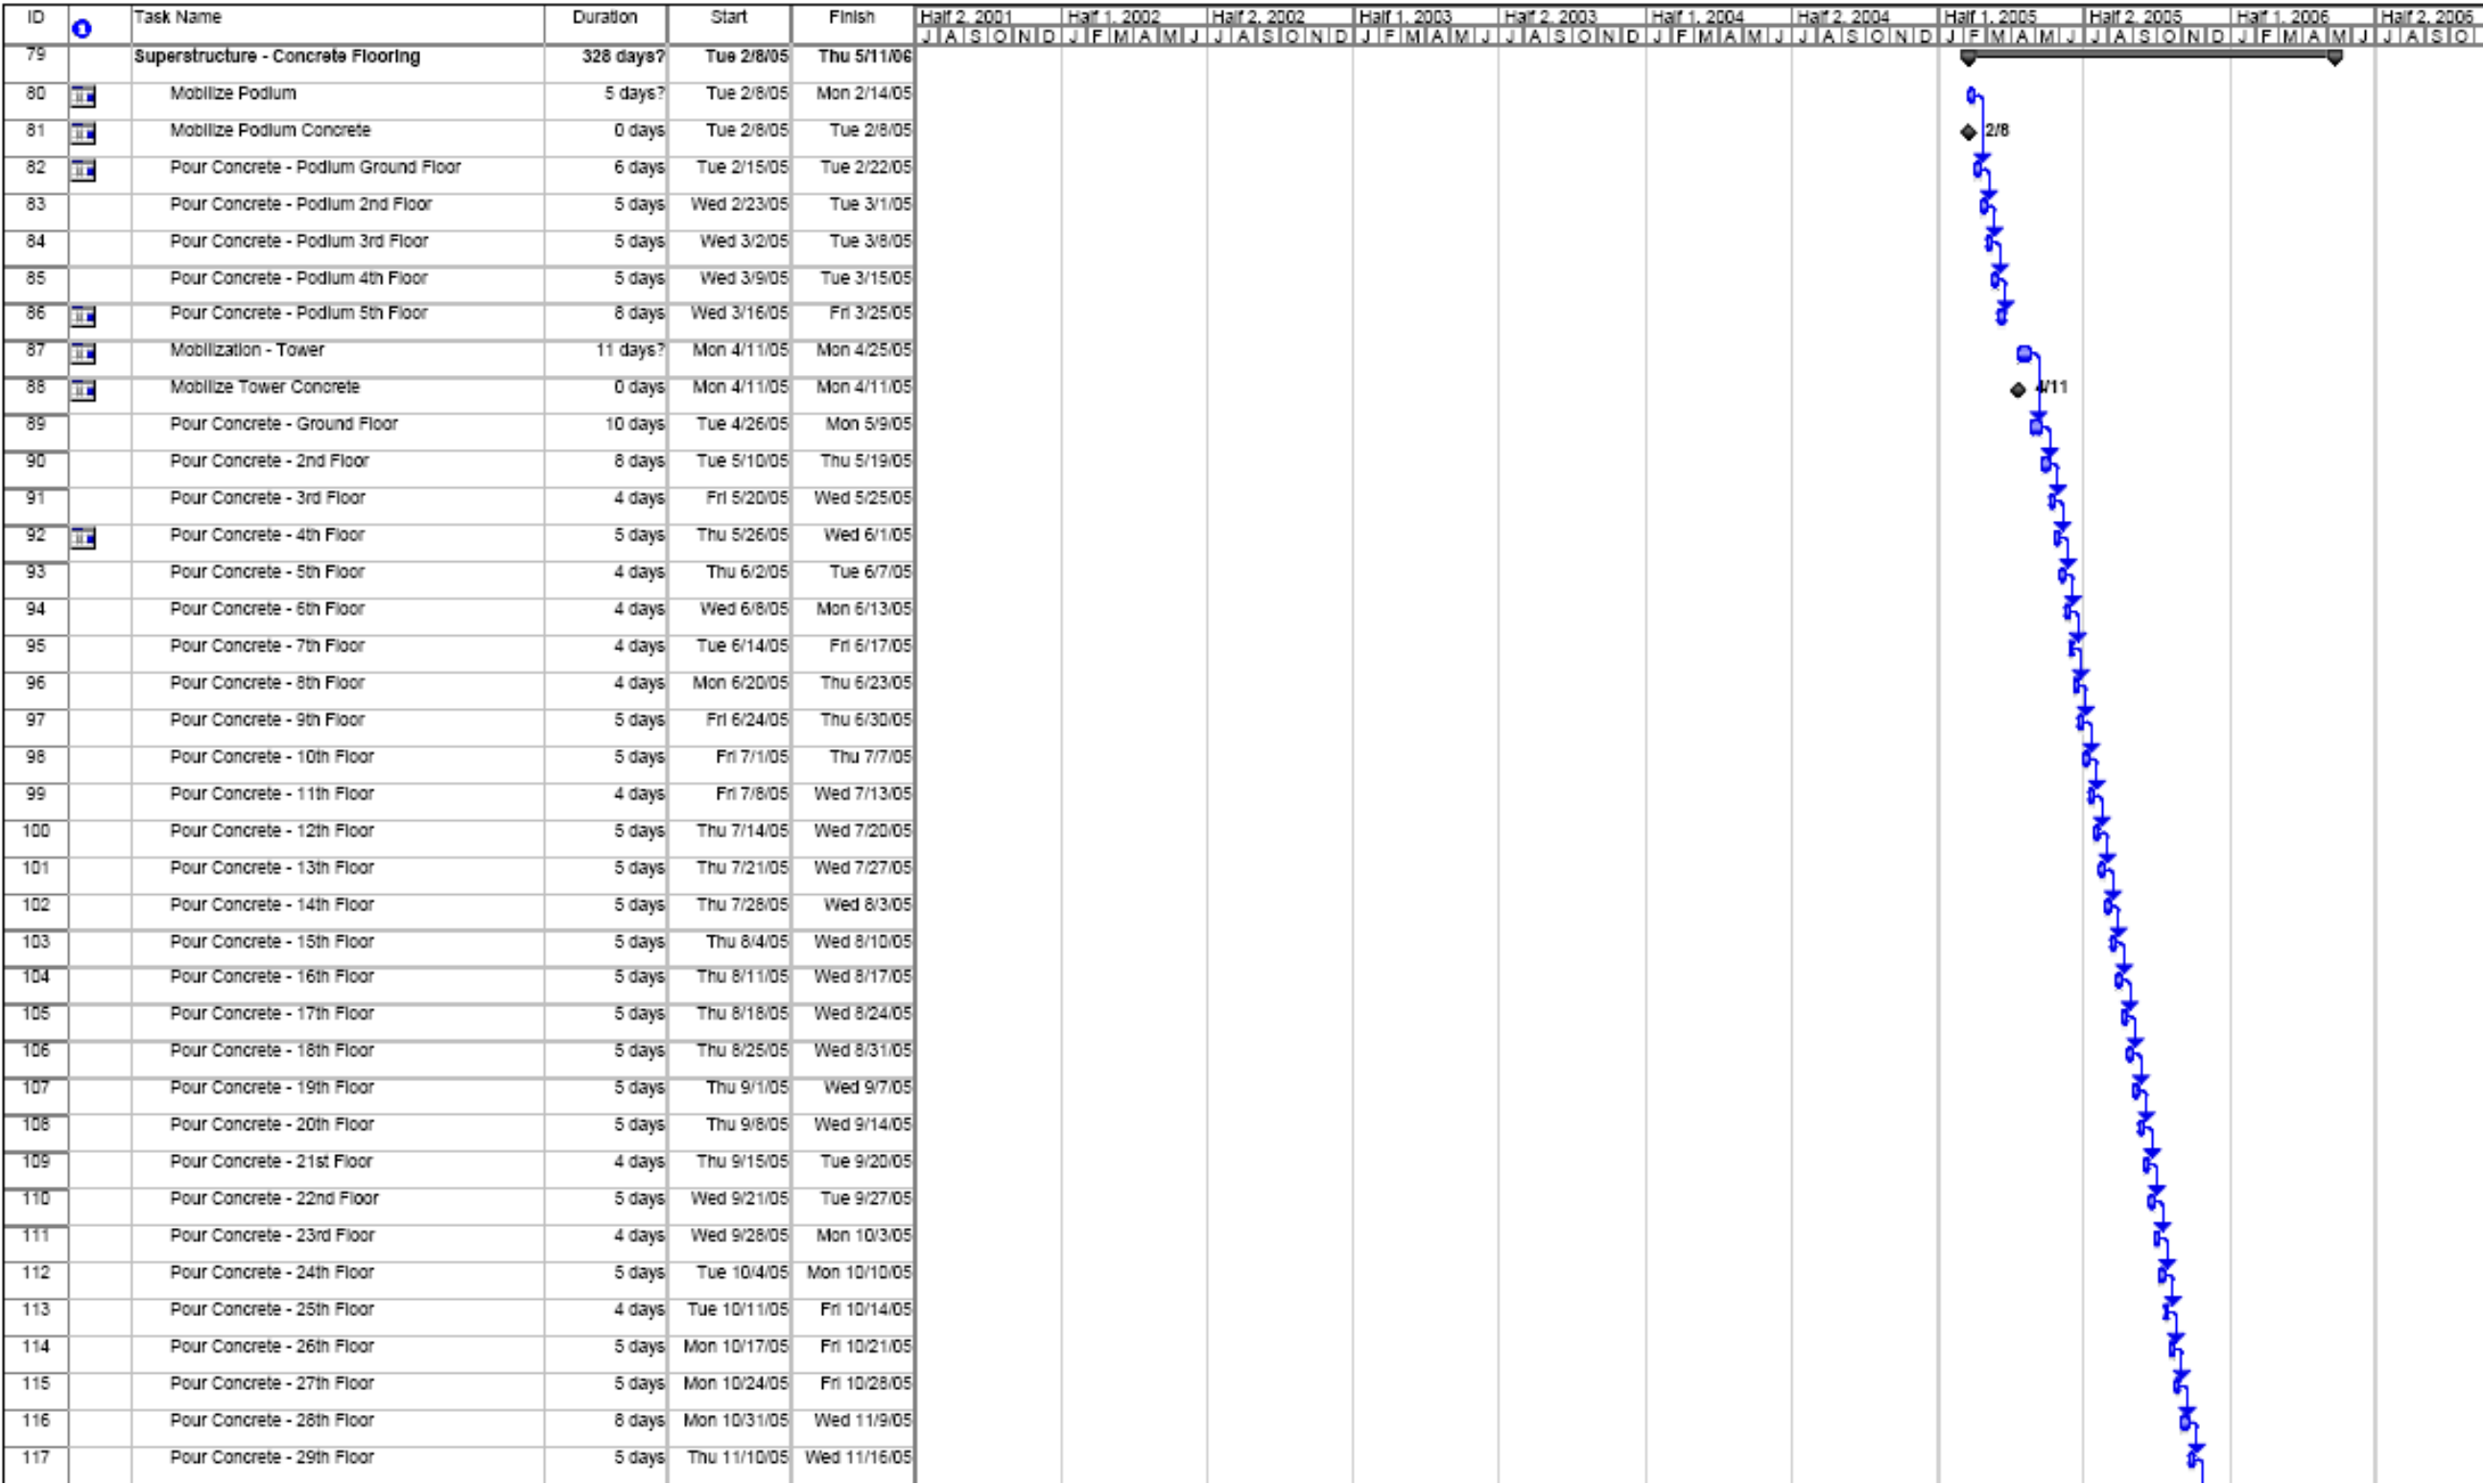 ID Task Name Duration Start Finish Half 2, 2001 Half 1, 2002 Half 2, 2002 Half 1, 2003 Half 2, 2003 Half 1, 2004 Half 2, 2004 Half 1, 2005 Half 2, 2005 Half 1, 2006 Half 2, 2006
J A S O N D J F M A M J J A S O N D J F M A M J J A S O N D J F M A M J J A S O N D J F M A M J J A S O N D J F M A M J J A S O N
79 Superstructure - Concrete Flooring 328 days? Tue 2/8/05 Thu 5/11/06
80 Mobilize Podium 5 days? Tue 2/8/05 Mon 2/14/05
81 Mobilize Podium Concrete 0 days Tue 2/8/05 Tue 2/8/05 2/8
82 Pour Concrete - Podium Ground Floor 6 days Tue 2/15/05 Tue 2/22/05
83 Pour Concrete - Podium 2nd Floor 5 days Wed 2/23/05 Tue 3/1/05
84 Pour Concrete - Podium 3rd Floor 5 days Wed 3/2/05 Tue 3/8/05
85 Pour Concrete - Podium 4th Floor 5 days Wed 3/9/05 Tue 3/15/05
86 Pour Concrete - Podium 5th Floor 8 days Wed 3/16/05 Fri 3/25/05
87 Mobilization - Tower 11 days? Mon 4/11/05 Mon 4/25/05
88 Mobilize Tower Concrete 0 days Mon 4/11/05 Mon 4/11/05 4/11
89 Pour Concrete - Ground Floor 10 days Tue 4/26/05 Mon 5/9/05
90 Pour Concrete - 2nd Floor 8 days Tue 5/10/05 Thu 5/19/05
91 Pour Concrete - 3rd Floor 4 days Fri 5/20/05 Wed 5/25/05
92 Pour Concrete - 4th Floor 5 days Thu 5/26/05 Wed 6/1/05
93 Pour Concrete - 5th Floor 4 days Thu 6/2/05 Tue 6/7/05
94 Pour Concrete - 6th Floor 4 days Wed 6/8/05 Mon 6/13/05
95 Pour Concrete - 7th Floor 4 days Tue 6/14/05 Fri 6/17/05
96 Pour Concrete - 8th Floor 4 days Mon 6/20/05 Thu 6/23/05
97 Pour Concrete - 9th Floor 5 days Fri 6/24/05 Thu 6/30/05
98 Pour Concrete - 10th Floor 5 days Fri 7/1/05 Thu 7/7/05
99 Pour Concrete - 11th Floor 4 days Fri 7/8/05 Wed 7/13/05
100 Pour Concrete - 12th Floor 5 days Thu 7/14/05 Wed 7/20/05
101 Pour Concrete - 13th Floor 5 days Thu 7/21/05 Wed 7/27/05
102 Pour Concrete - 14th Floor 5 days Thu 7/28/05 Wed 8/3/05
103 Pour Concrete - 15th Floor 5 days Thu 8/4/05 Wed 8/10/05
104 Pour Concrete - 16th Floor 5 days Thu 8/11/05 Wed 8/17/05
105 Pour Concrete - 17th Floor 5 days Thu 8/18/05 Wed 8/24/05
106 Pour Concrete - 18th Floor 5 days Thu 8/25/05 Wed 8/31/05
107 Pour Concrete - 19th Floor 5 days Thu 9/1/05 Wed 9/7/05
108 Pour Concrete - 20th Floor 5 days Thu 9/8/05 Wed 9/14/05
109 Pour Concrete - 21st Floor 4 days Thu 9/15/05 Tue 9/20/05
110 Pour Concrete - 22nd Floor 5 days Wed 9/21/05 Tue 9/27/05
111 Pour Concrete - 23rd Floor 4 days Wed 9/28/05 Mon 10/3/05
112 Pour Concrete - 24th Floor 5 days Tue 10/4/05 Mon 10/10/05
113 Pour Concrete - 25th Floor 4 days Tue 10/11/05 Fri 10/14/05
114 Pour Concrete - 26th Floor 5 days Mon 10/17/05 Fri 10/21/05
115 Pour Concrete - 27th Floor 5 days Mon 10/24/05 Fri 10/28/05
116 Pour Concrete - 28th Floor 8 days Mon 10/31/05 Wed 11/9/05
117 Pour Concrete - 29th Floor 5 days Thu 11/10/05 Wed 11/16/05